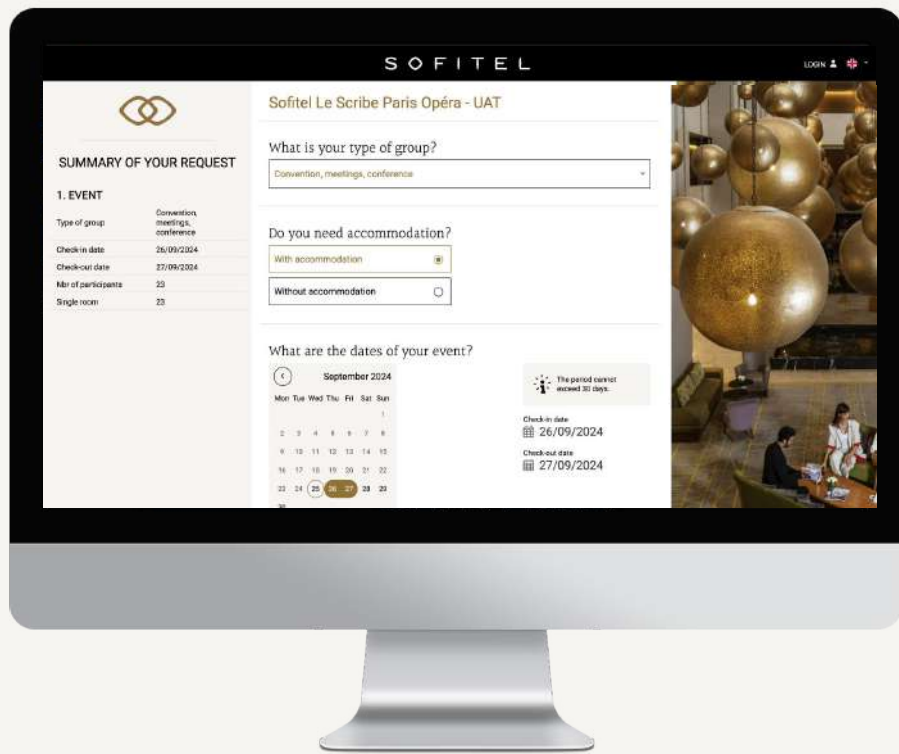 SOFITEL
LOGIN
SUMMARY OF YOUR REQUEST
1. EVENT
Type of group Convention, meetings, conference
Check-in date 26/09/2024
Check-out date 27/09/2024
Nbr of participants 23
Single room 23
Sofitel Le Scribe Paris Opéra - UAT
What is your type of group?
Convention, meetings, conference
Do you need accommodation?
With accommodation
Without accommodation
What are the dates of your event?
September 2024
Mon Tue Wed Thu Fri Sat Sun
1
2 3 4 5 6 7 8
9 10 11 12 13 14 15
16 17 18 19 20 21 22
23 24 25 26 27 28 29
30
The period cannot
exceed 30 days.
Check-in date
26/09/2024
Check-out date
27/09/2024